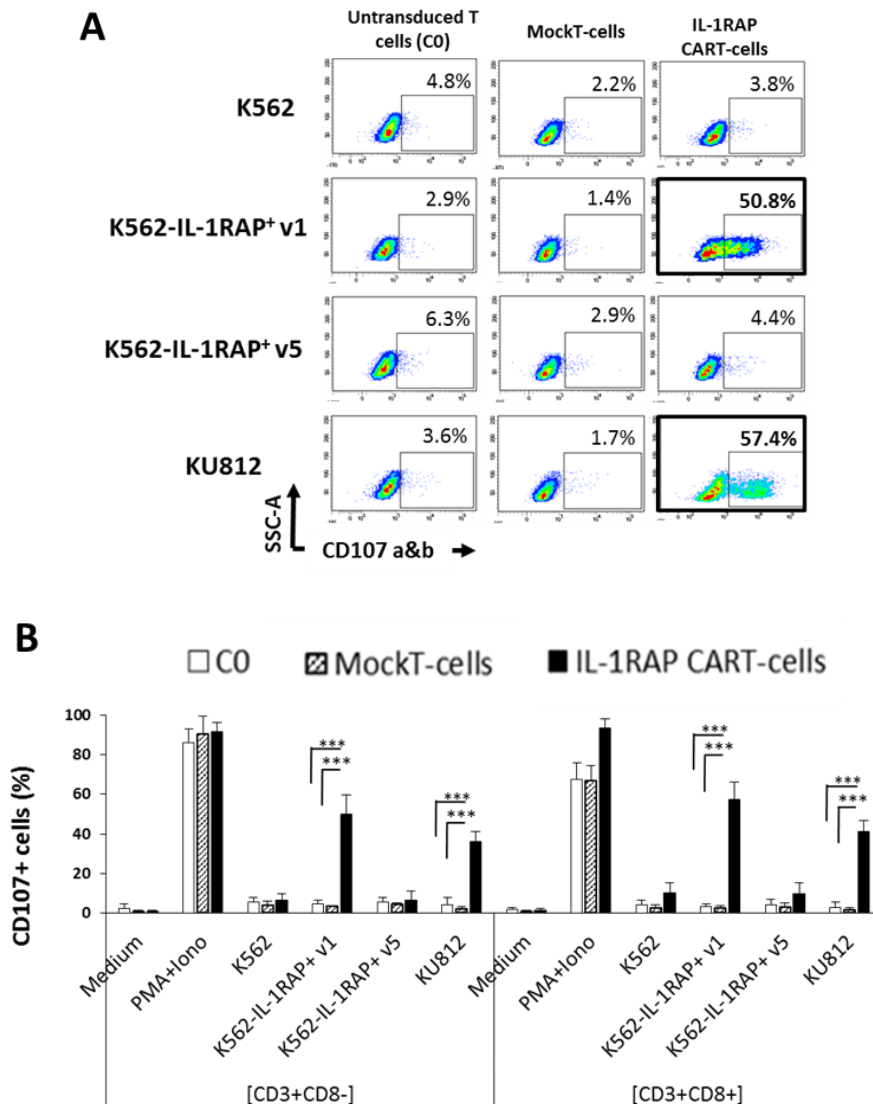 A
Untransduced T
cells (C0)
MockT-cells
IL-1RAP
CART-cells
K562
4.8%
2.2%
3.8%
K562-IL-1RAP⁺ v1
2.9%
1.4%
50.8%
K562-IL-1RAP⁺ v5
6.3%
2.9%
4.4%
KU812
3.6%
1.7%
57.4%
SSC-A
CD107 a&b
B
C0
MockT-cells
IL-1RAP CART-cells
CD107+ cells (%)
100
80
60
40
20
0
***
***
***
***
***
***
***
***
Medium
PMA+Iono
K562
K562-IL-1RAP+ v1
K562-IL-1RAP+ v5
KU812
Medium
PMA+Iono
K562
K562-IL-1RAP+ v1
K562-IL-1RAP+ v5
KU812
[CD3+CD8-]
[CD3+CD8+]